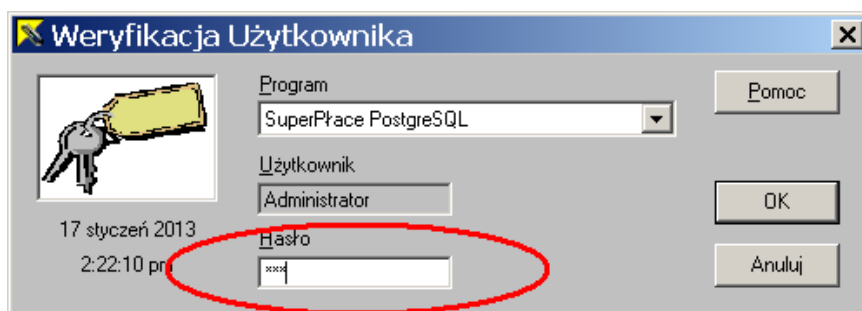 Weryfikacja Użytkownika
Program
Pomoc
SuperPłace PostgreSQL
Użytkownik
Administrator
OK
17 styczeń 2013
Hasło
2:22:10 pm
***
Anuluj